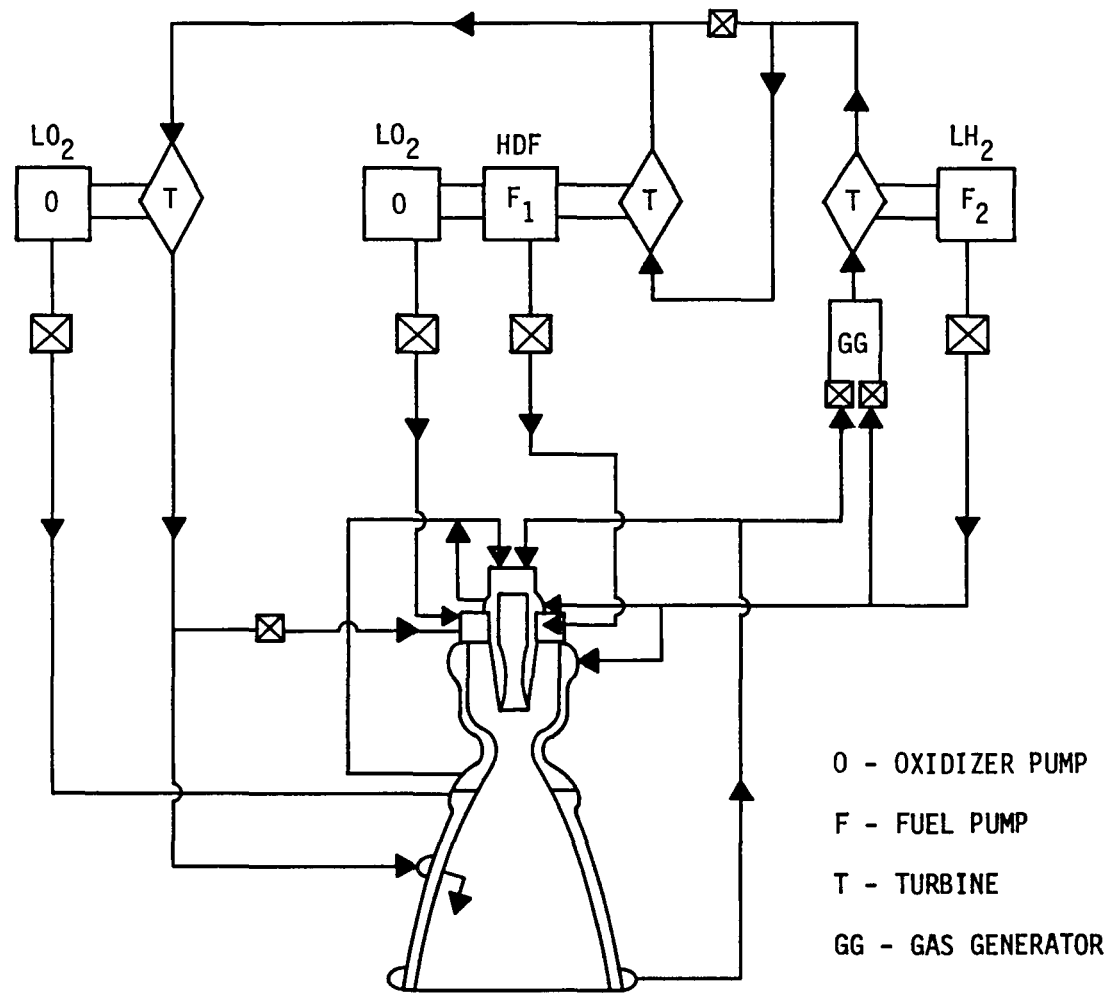 LO2
LO2
HDF
LH2
O
T
O
F1
T
T
F2
GG
O - OXIDIZER PUMP
F - FUEL PUMP
T - TURBINE
GG - GAS GENERATOR